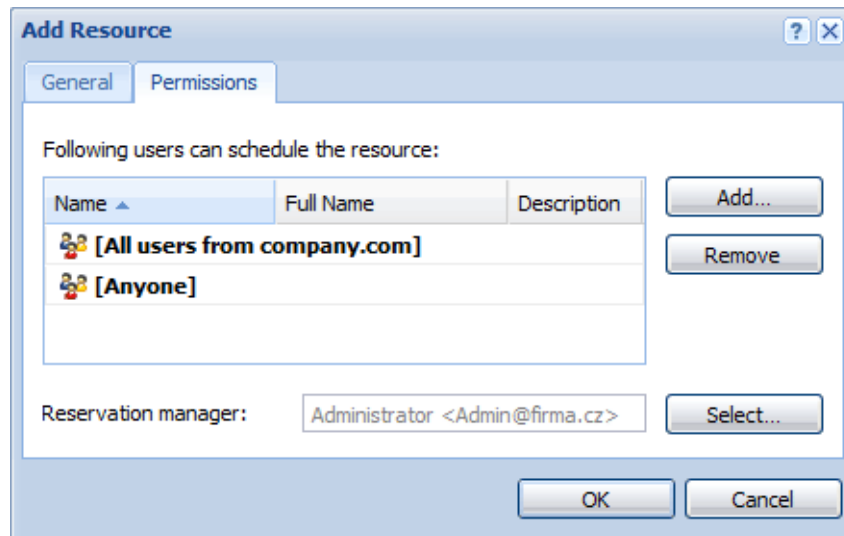 Add Resource
General Permissions
Following users can schedule the resource:
Name Full Name Description Add...
[All users from company.com] Remove
[Anyone]
Reservation manager: Administrator <Admin@firma.cz> Select...
OK Cancel